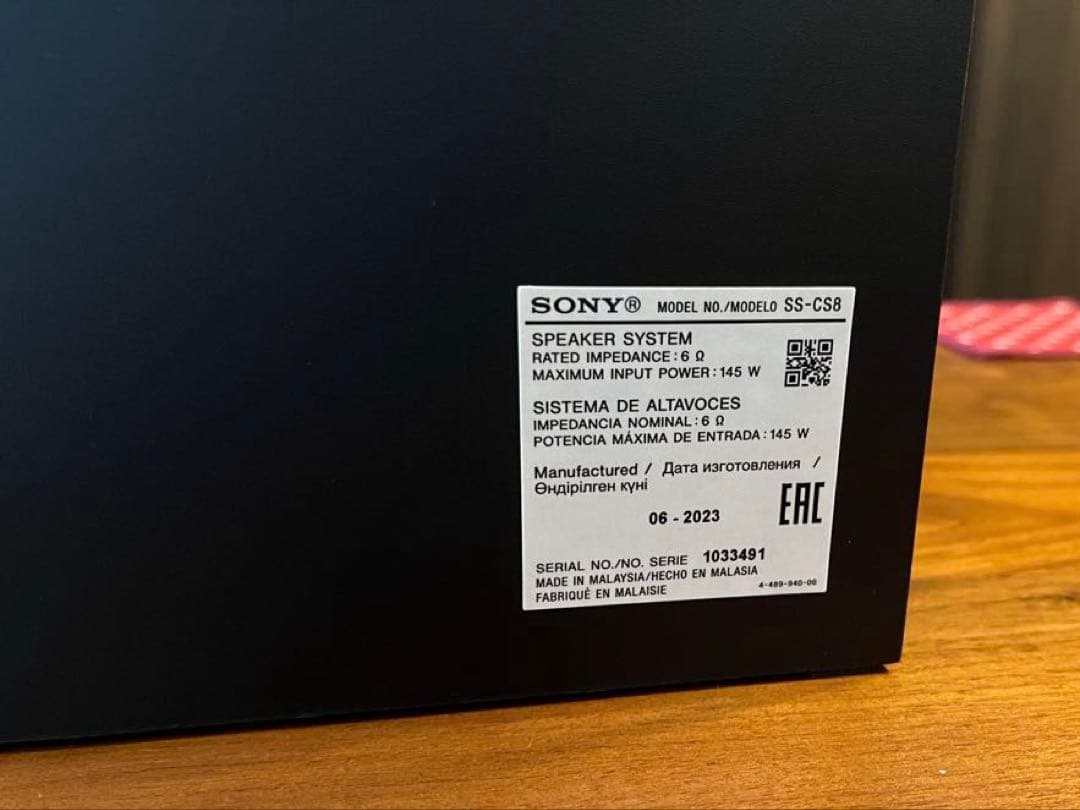 SONY® MODEL NO./MODELO SS-CS8
SPEAKER SYSTEM
RATED IMPEDANCE : 6 Ω
MAXIMUM INPUT POWER : 145 W
SISTEMA DE ALTAVOCES
IMPEDANCIA NOMINAL : 6 Ω
POTENCIA MÁXIMA DE ENTRADA : 145 W
Manufactured / Дата изготовления /
Өндірілген күні
EAC
06 - 2023
SERIAL NO./NO. SERIE 1033491
MADE IN MALAYSIA/HECHO EN MALASIA
FABRIQUÉ EN MALAISIE
4-489-940-00